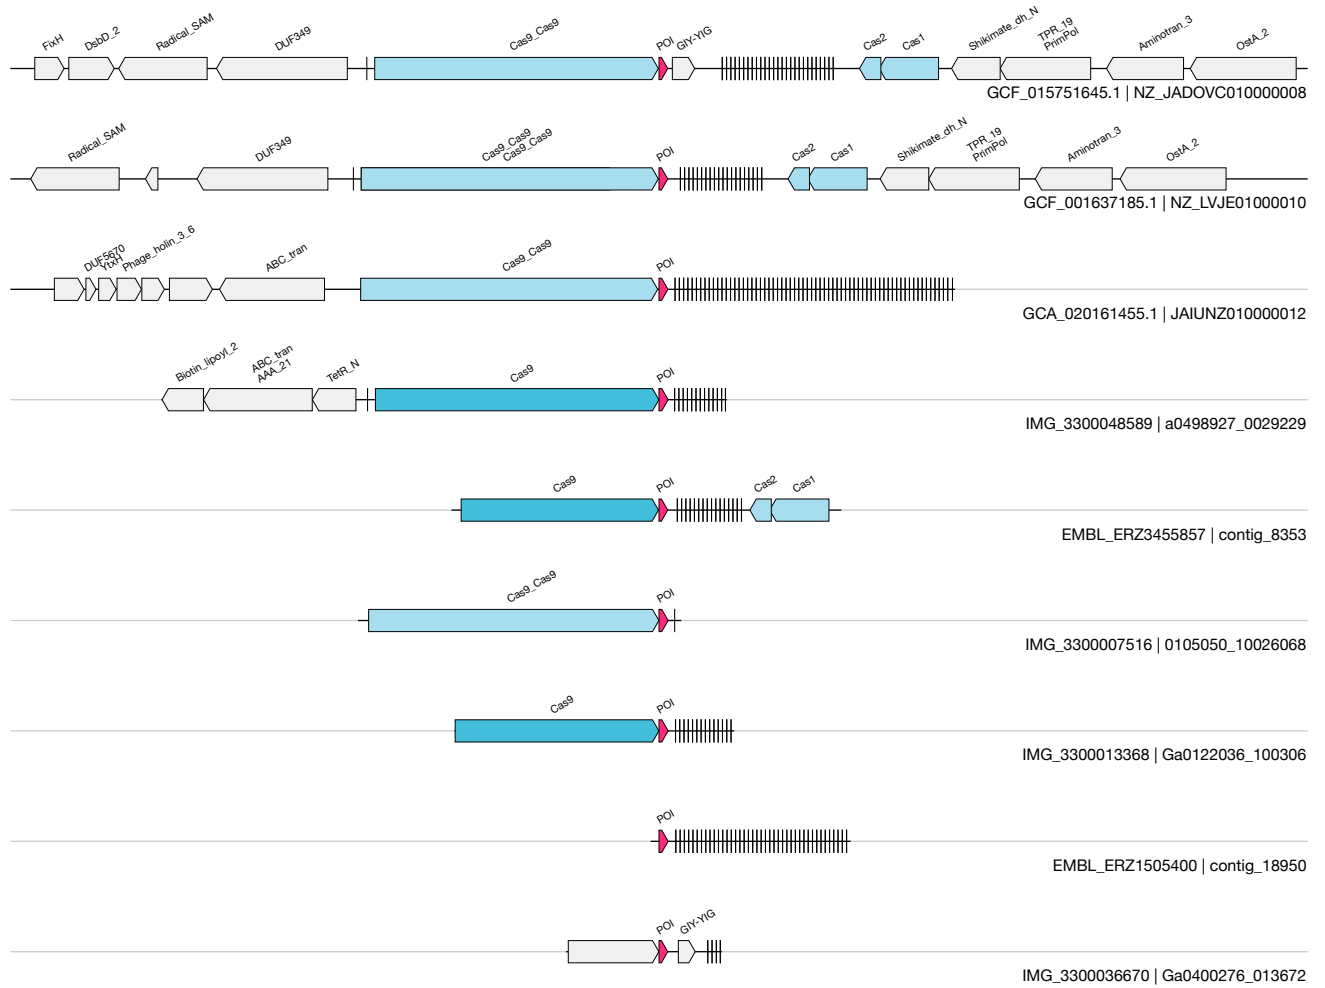 FixH DsbD_2 Radical_SAM DUF349 Cas9_Cas9 POI GIY-YIG Cas2 Cas1 Shikimate_dh_N TPR_19 PrimPol Aminotran_3 OstA_2
GCF_015751645.1 | NZ_JADOVC010000008
Radical_SAM DUF349 Cas9_Cas9 Cas9_Cas9 POI Cas2 Cas1 Shikimate_dh_N TPR_19 PrimPol Aminotran_3 OstA_2
GCF_001637185.1 | NZ_LVJE01000010
DUF5670 YtxH Phage_holin_3_6 ABC_tran Cas9_Cas9 POI
GCA_020161455.1 | JAIUNZ010000012
Biotin_lipoyl_2 ABC_tran AAA_21 TetR_N Cas9 POI
IMG_3300048589 | a0498927_0029229
Cas9 POI Cas2 Cas1
EMBL_ERZ3455857 | contig_8353
Cas9_Cas9 POI
IMG_3300007516 | 0105050_10026068
Cas9 POI
IMG_3300013368 | Ga0122036_100306
POI
EMBL_ERZ1505400 | contig_18950
POI GIY-YIG
IMG_3300036670 | Ga0400276_013672